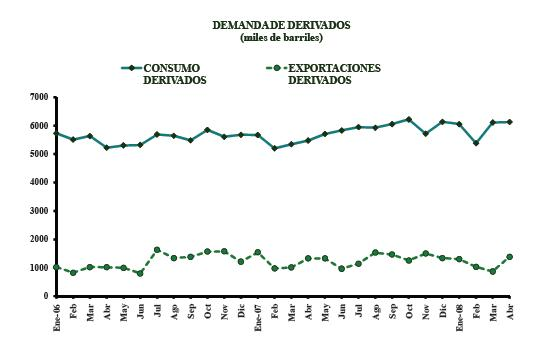 DEMANDA DE DERIVADOS
(miles de barriles)
CONSUMO
DERIVADOS
EXPORTACIONES
DERIVADOS
7000
6000
5000
4000
3000
2000
1000
0
Ene-06 Feb Mar Abr May Jun Jul Ago Sep Oct Nov Dic Ene-07 Feb Mar Abr May Jun Jul Ago Sep Oct Nov Dic Ene-08 Feb Mar Abr